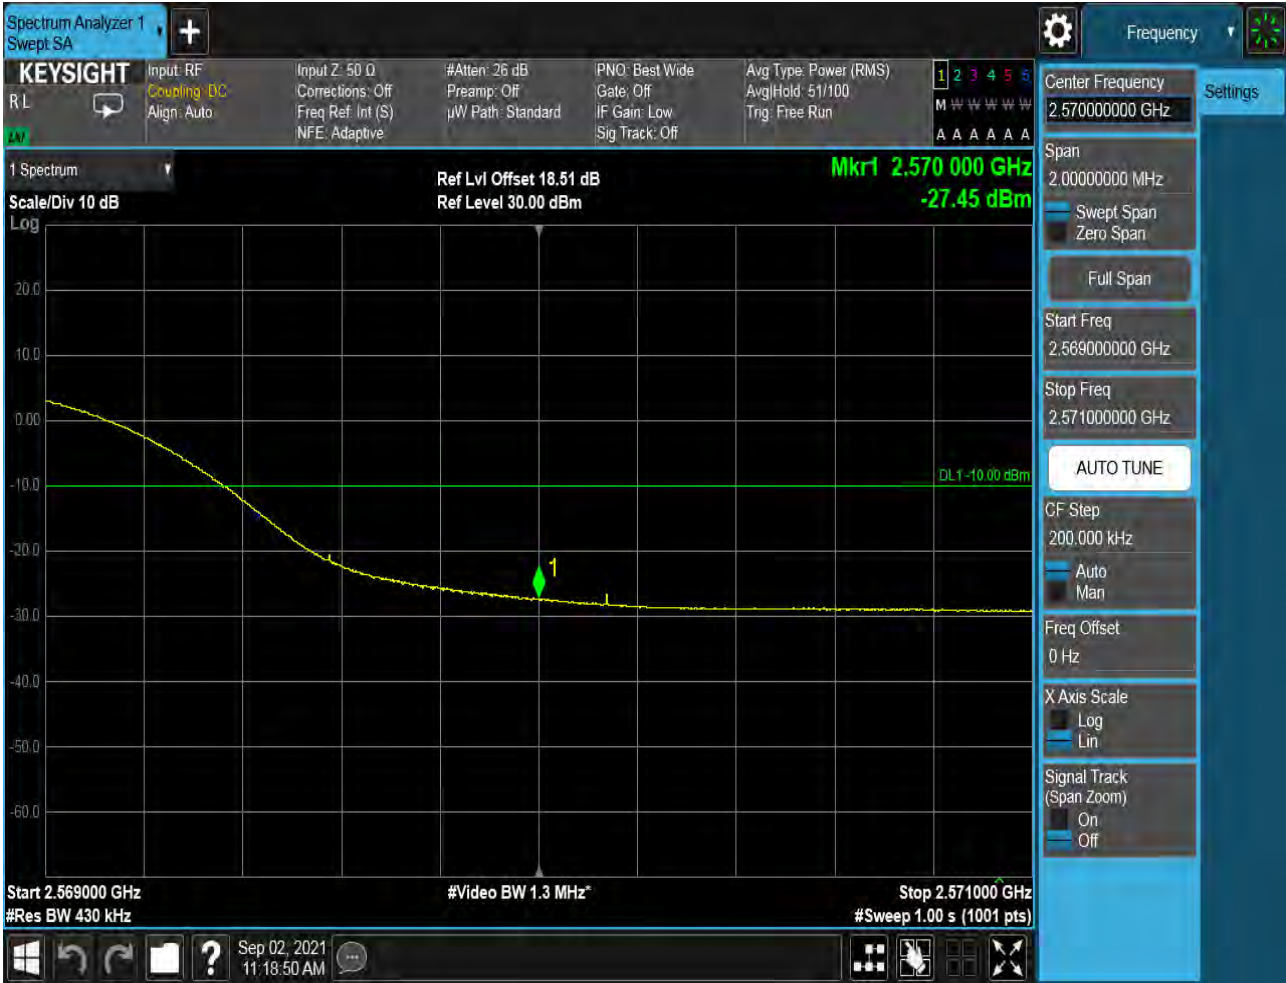 Spectrum Analyzer 1
Swept SA
+
Frequency
KEYSIGHT
R L
LXI
Input: RF
Coupling: DC
Align: Auto
Input Z: 50 Ω
Corrections: Off
Freq Ref: Int (S)
NFE: Adaptive
#Atten: 26 dB
Preamp: Off
µW Path: Standard
PNO: Best Wide
Gate: Off
IF Gain: Low
Sig Track: Off
Avg Type: Power (RMS)
Avg|Hold: 51/100
Trig: Free Run
1 2 3 4 5 6
M W W W W W
A A A A A A
1 Spectrum
Scale/Div 10 dB
Log
Ref Lvl Offset 18.51 dB
Ref Level 30.00 dBm
Mkr1 2.570 000 GHz
-27.45 dBm
20.0
10.0
0.00
-10.0
-20.0
-30.0
-40.0
-50.0
-60.0
DL1 -10.00 dBm
1
Start 2.569000 GHz
#Res BW 430 kHz
#Video BW 1.3 MHz*
Stop 2.571000 GHz
#Sweep 1.00 s (1001 pts)
?
Sep 02, 2021
11:18:50 AM
Center Frequency
2.570000000 GHz
Settings
Span
2.00000000 MHz
Swept Span
Zero Span
Full Span
Start Freq
2.569000000 GHz
Stop Freq
2.571000000 GHz
AUTO TUNE
CF Step
200.000 kHz
Auto
Man
Freq Offset
0 Hz
X Axis Scale
Log
Lin
Signal Track
(Span Zoom)
On
Off